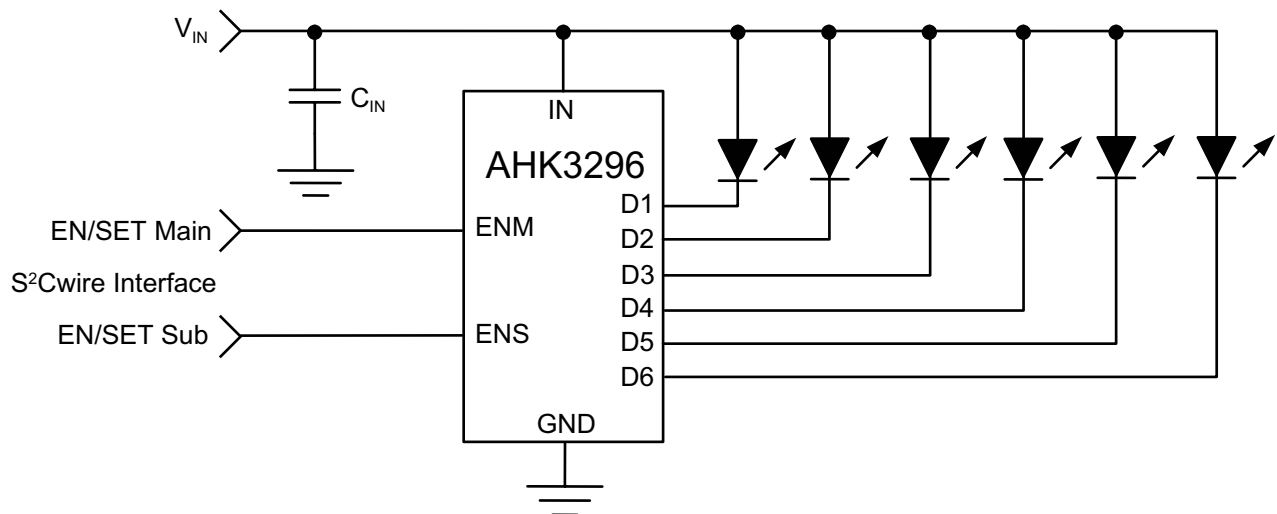 V_IN
C_IN
IN
AHK3296
D1
EN/SET Main
ENM
D2
S²Cwire Interface
D3
D4
EN/SET Sub
ENS
D5
D6
GND